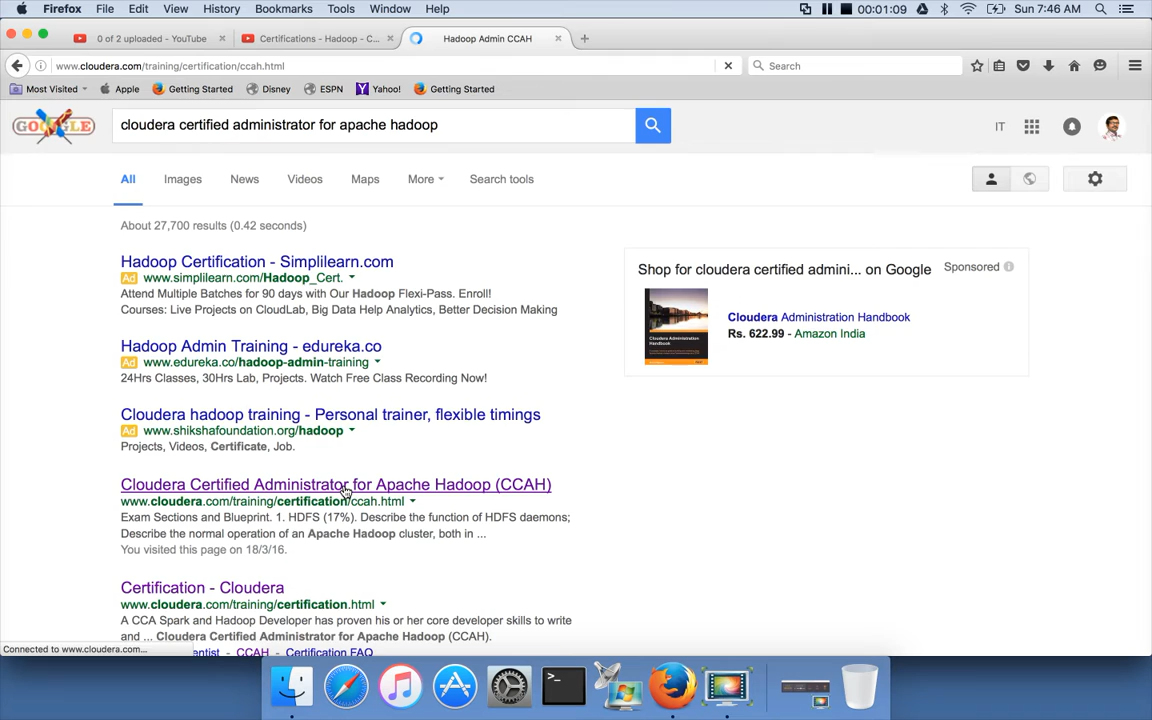 Firefox File Edit View History Bookmarks Tools Window Help 00:01:09 Sun 7:46 AM
0 of 2 uploaded - YouTube Certifications - Hadoop - C... Hadoop Admin CCAH
www.cloudera.com/training/certification/ccah.html Search
Most Visited Apple Getting Started Disney ESPN Yahoo! Getting Started
cloudera certified administrator for apache hadoop IT
All Images News Videos Maps More Search tools
About 27,700 results (0.42 seconds)
Hadoop Certification - Simplilearn.com
Ad www.simplilearn.com/Hadoop_Cert.
Attend Multiple Batches for 90 days with Our Hadoop Flexi-Pass. Enroll!
Courses: Live Projects on CloudLab, Big Data Help Analytics, Better Decision Making
Shop for cloudera certified admini... on Google Sponsored
Cloudera Administration Handbook
Rs. 622.99 - Amazon India
Hadoop Admin Training - edureka.co
Ad www.edureka.co/hadoop-admin-training
24Hrs Classes, 30Hrs Lab, Projects. Watch Free Class Recording Now!
Cloudera hadoop training - Personal trainer, flexible timings
Ad www.shikshafoundation.org/hadoop
Projects, Videos, Certificate, Job.
Cloudera Certified Administrator for Apache Hadoop (CCAH)
www.cloudera.com/training/certification/ccah.html
Exam Sections and Blueprint. 1. HDFS (17%). Describe the function of HDFS daemons;
Describe the normal operation of an Apache Hadoop cluster, both in ...
You visited this page on 18/3/16.
Certification - Cloudera
www.cloudera.com/training/certification.html
A CCA Spark and Hadoop Developer has proven his or her core developer skills to write
and ... Cloudera Certified Administrator for Apache Hadoop (CCAH).
Connected to www.cloudera.com... entist - CCAH - Certification FAQ